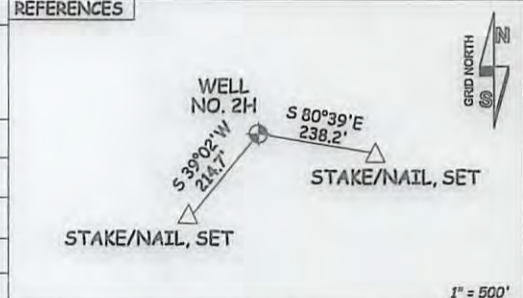 REFERENCES
GRID NORTH
N
S
WELL
NO. 2H
S 80°39'E
238.2'
S 39°02'W
214.7'
STAKE/NAIL, SET
STAKE/NAIL, SET
1" = 500'